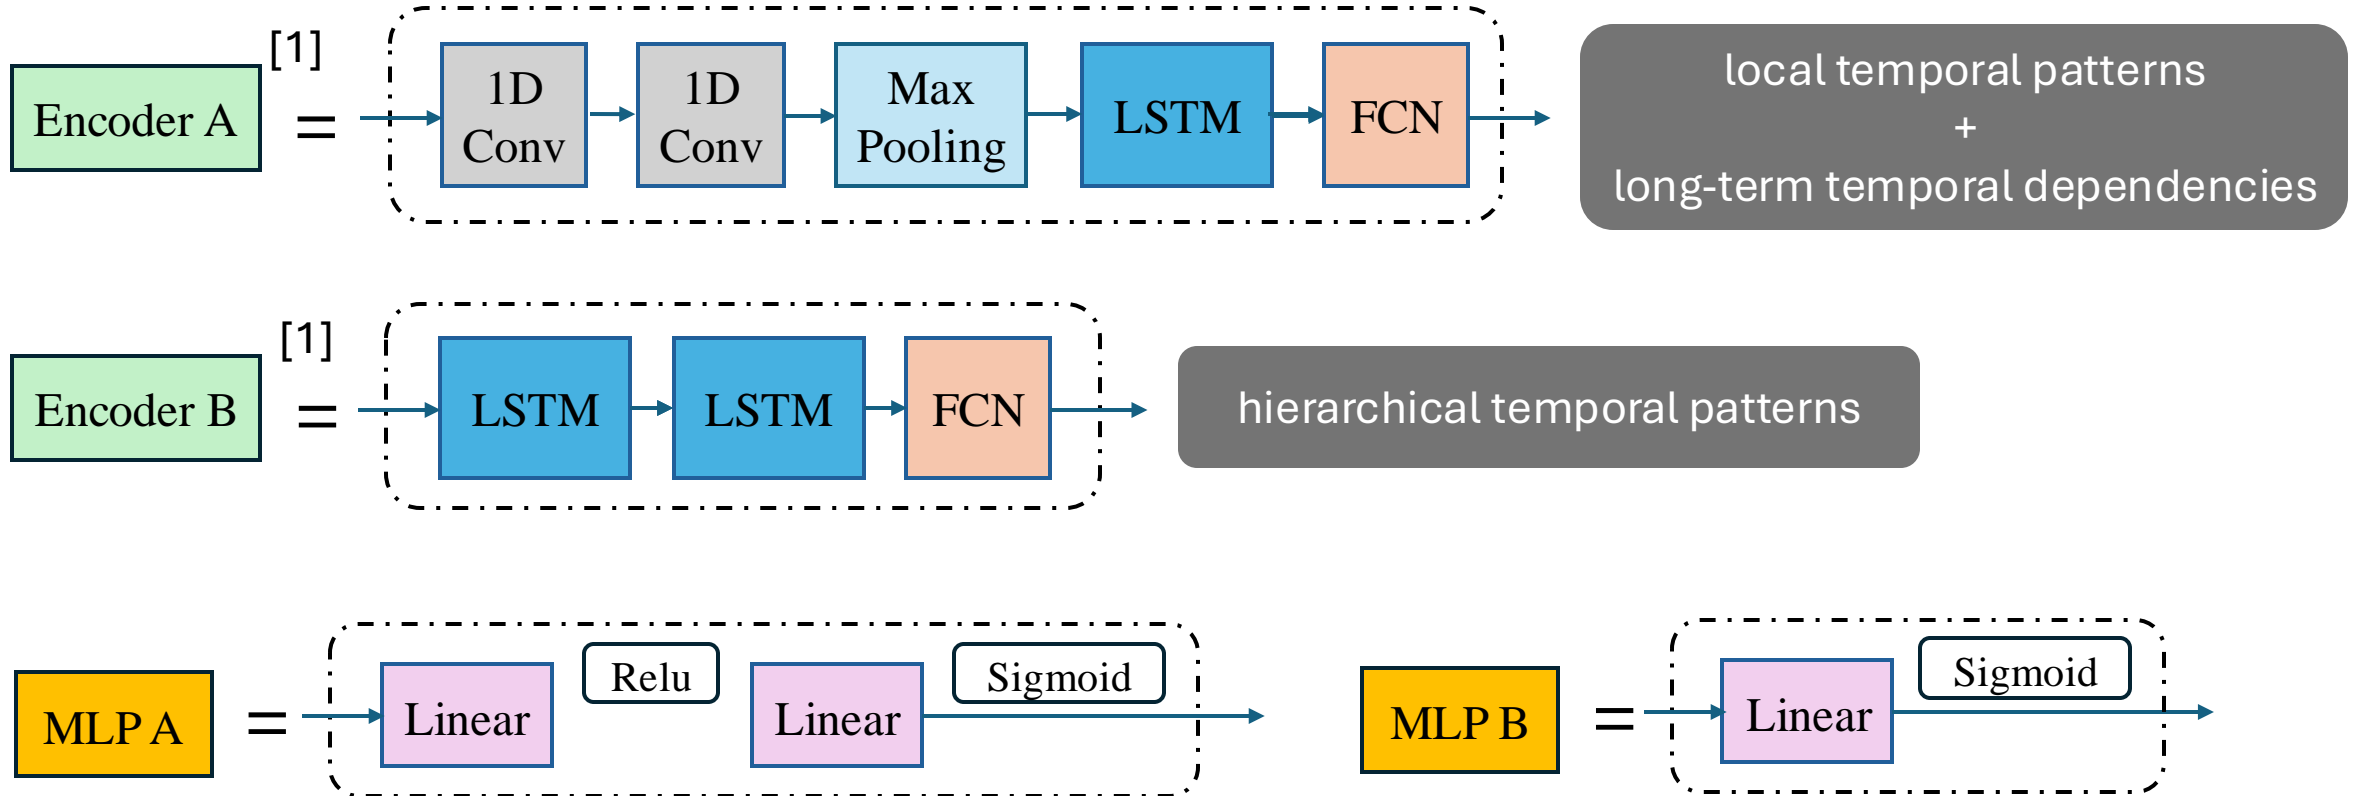 Encoder A
[1]
=
1D
Conv
1D
Conv
Max
Pooling
LSTM
FCN
local temporal patterns
+
long-term temporal dependencies
Encoder B
[1]
=
LSTM
LSTM
FCN
hierarchical temporal patterns
MLP A
=
Linear
Relu
Linear
Sigmoid
MLP B
=
Linear
Sigmoid